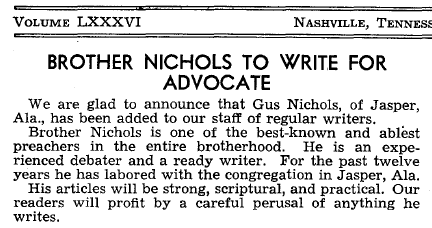 VOLUME LXXXVI NASHVILLE, TENNESS
BROTHER NICHOLS TO WRITE FOR
ADVOCATE
We are glad to announce that Gus Nichols, of Jasper,
Ala., has been added to our staff of regular writers.
Brother Nichols is one of the best-known and ablest
preachers in the entire brotherhood. He is an expe-
rienced debater and a ready writer. For the past twelve
years he has labored with the congregation in Jasper, Ala.
His articles will be strong, scriptural, and practical. Our
readers will profit by a careful perusal of anything he
writes.